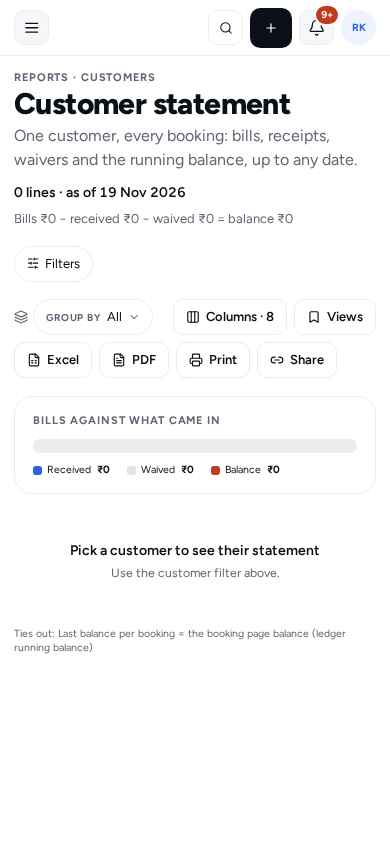 9+
RK
REPORTS · CUSTOMERS
Customer statement
One customer, every booking: bills, receipts,
waivers and the running balance, up to any date.
0 lines · as of 19 Nov 2026
Bills ₹0 − received ₹0 − waived ₹0 = balance ₹0
Filters
GROUP BY All
Columns · 8
Views
Excel
PDF
Print
Share
BILLS AGAINST WHAT CAME IN
Received ₹0
Waived ₹0
Balance ₹0
Pick a customer to see their statement
Use the customer filter above.
Ties out: Last balance per booking = the booking page balance (ledger
running balance)